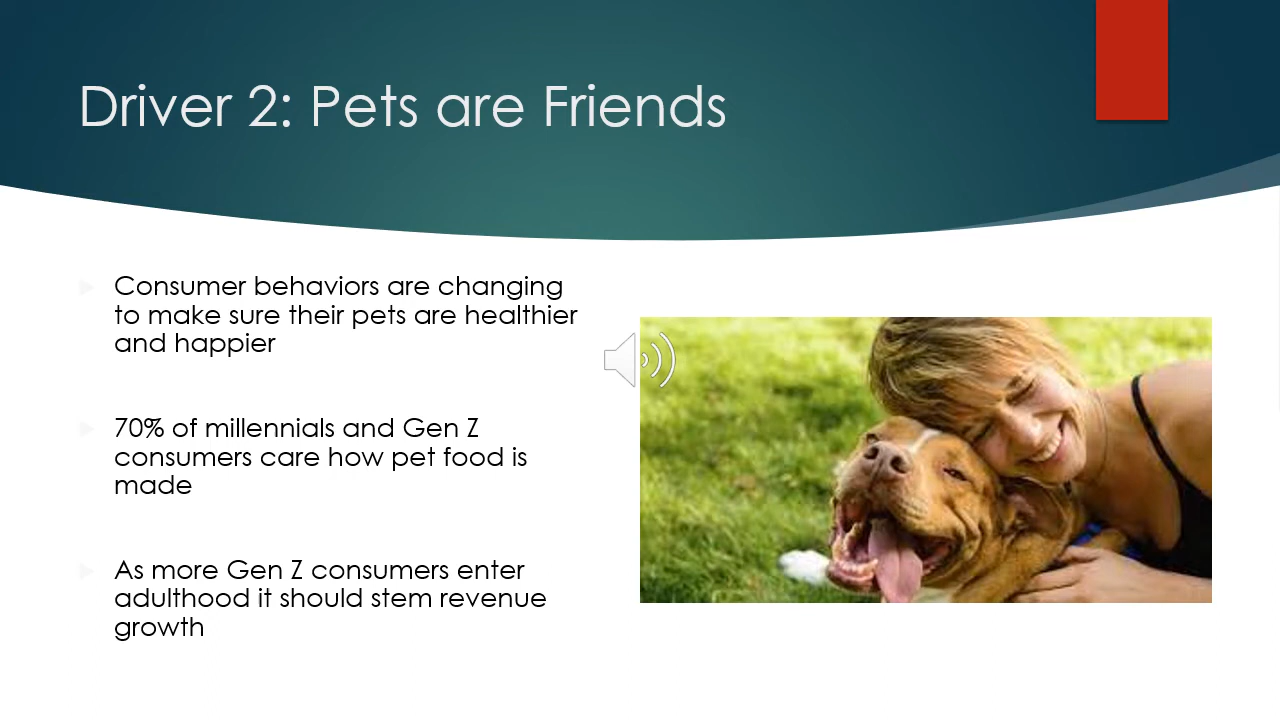 Driver 2: Pets are Friends
Consumer behaviors are changing
to make sure their pets are healthier
and happier
70% of millennials and Gen Z
consumers care how pet food is
made
As more Gen Z consumers enter
adulthood it should stem revenue
growth